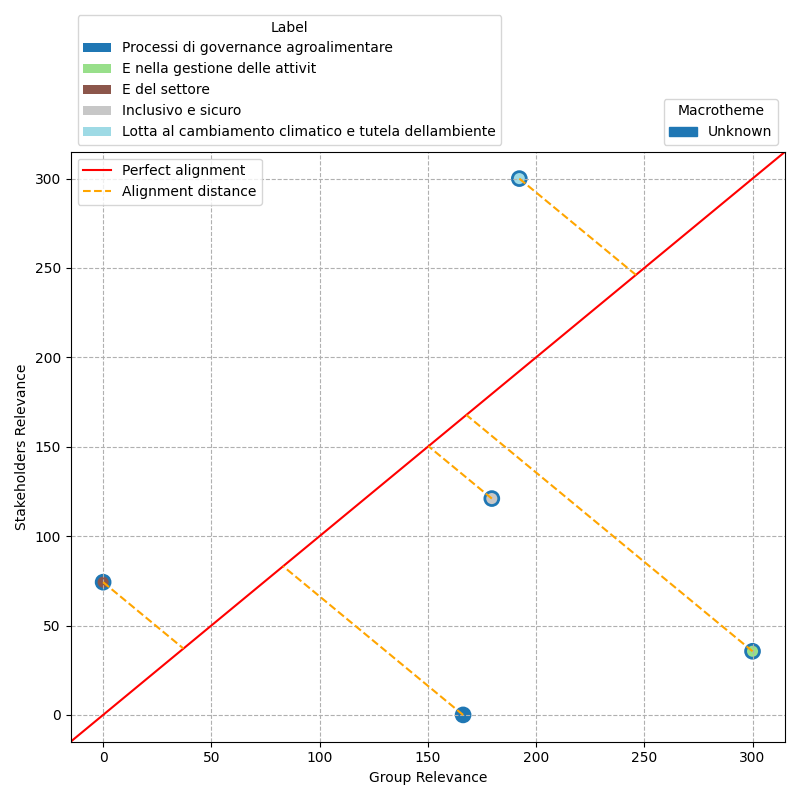 Label
Processi di governance agroalimentare
E nella gestione delle attivit
E del settore
Inclusivo e sicuro
Lotta al cambiamento climatico e tutela dellambiente
Macrotheme
Unknown
Perfect alignment
Alignment distance
300
250
200
150
100
50
0
Stakeholders Relevance
0 50 100 150 200 250 300
Group Relevance